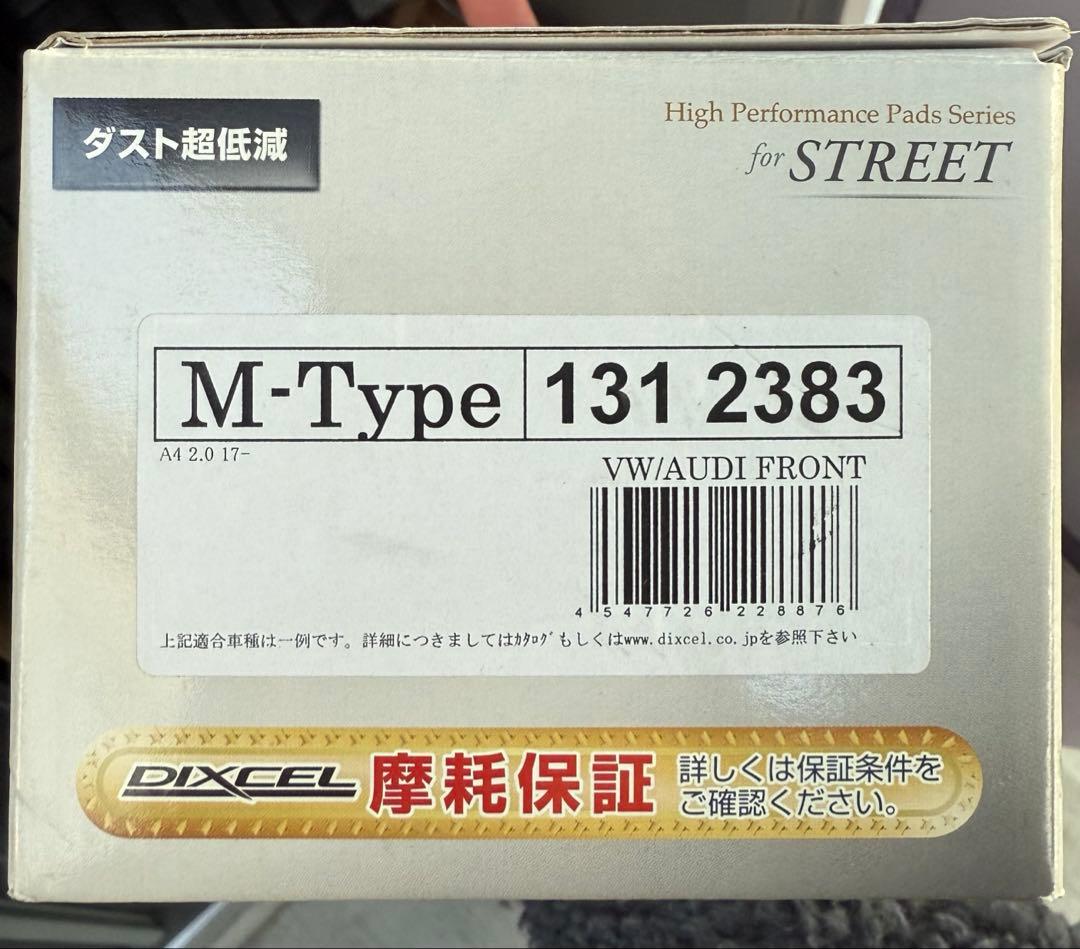 ダスト超低減
High Performance Pads Series
for STREET
M-Type
131 2383
A4 2.0 17-
VW/AUDI FRONT
4 547726 228876
上記適合車種は一例です。詳細につきましてはｶﾀﾛｸﾞもしくはwww.dixcel.co.jpを参照下さい
DIXCEL 摩耗保証
詳しくは保証条件を
ご確認ください。